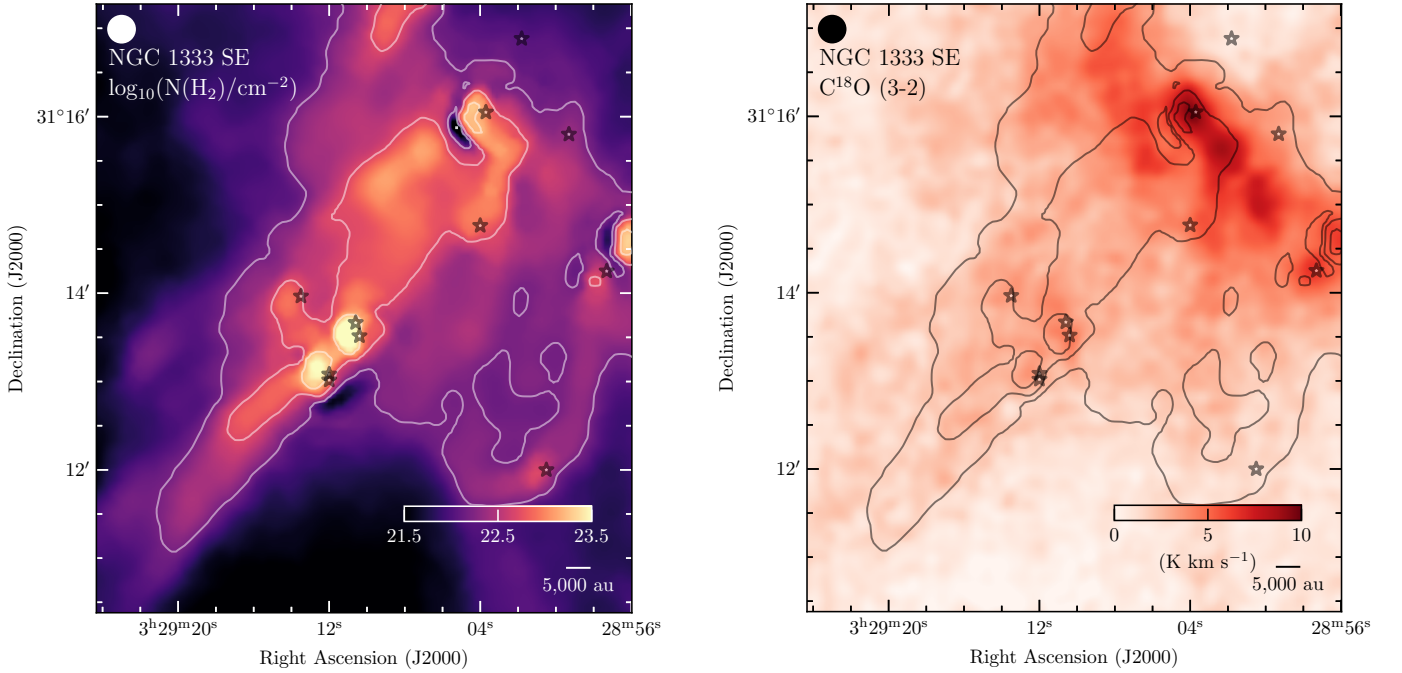 NGC 1333 SE
log₁₀(N(H₂)/cm⁻²)
31°16′
14′
12′
Declination (J2000)
21.5 22.5 23.5
5,000 au
3ʰ29ᵐ20ˢ 12ˢ 04ˢ 28ᵐ56ˢ
Right Ascension (J2000)
NGC 1333 SE
C¹⁸O (3-2)
31°16′
14′
12′
Declination (J2000)
0 5 10
(K km s⁻¹)
5,000 au
3ʰ29ᵐ20ˢ 12ˢ 04ˢ 28ᵐ56ˢ
Right Ascension (J2000)